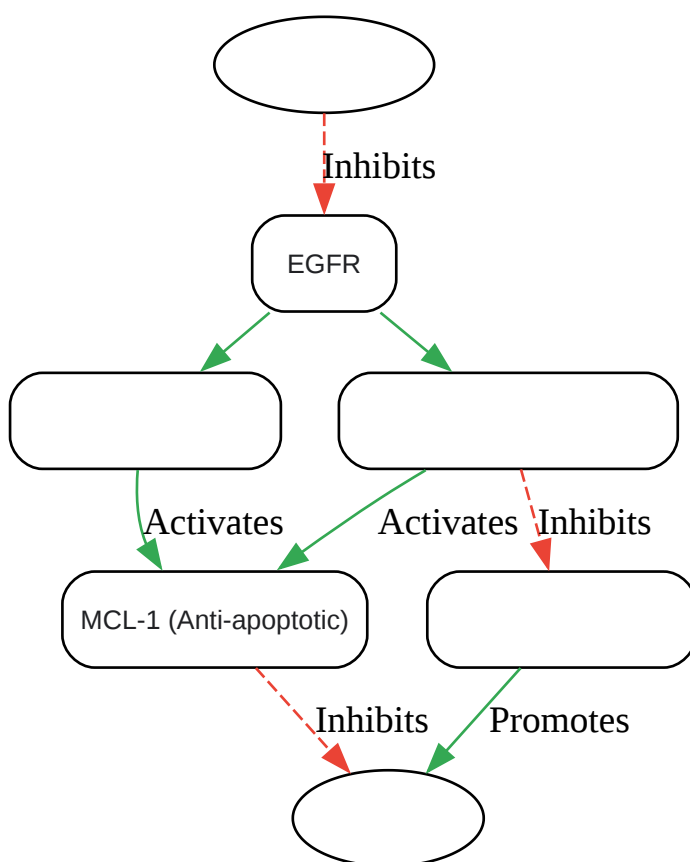 Inhibits
EGFR
Activates
Activates
Inhibits
MCL-1 (Anti-apoptotic)
Inhibits
Promotes